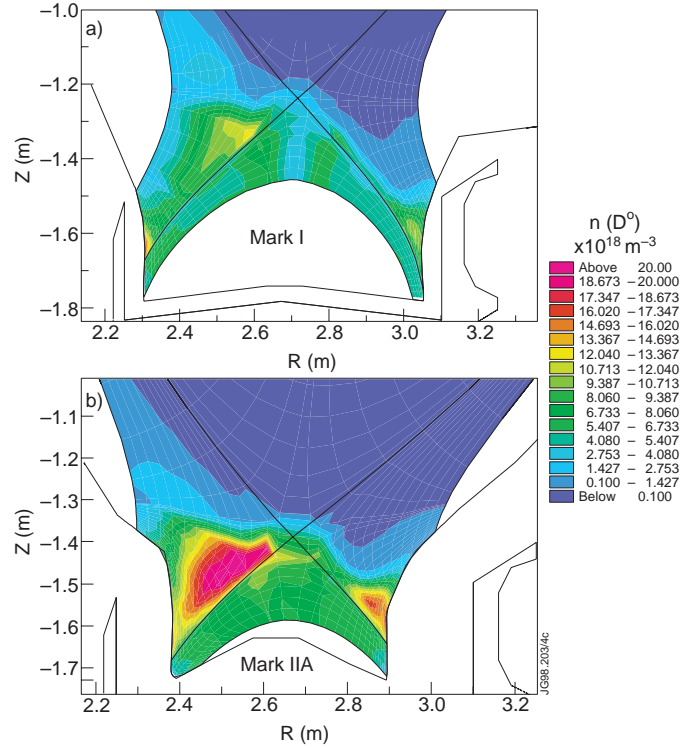 −1.0
a)
−1.2
−1.4
−1.6
−1.8
Z (m)
Mark I
2.2 2.4 2.6 2.8 3.0 3.2
R (m)
n (D⁰)
x10¹⁸ m⁻³
Above 20.00
18.673 − 20.000
17.347 − 18.673
16.020 − 17.347
14.693 − 16.020
13.367 − 14.693
12.040 − 13.367
10.713 − 12.040
9.387 − 10.713
8.060 − 9.387
6.733 − 8.060
5.407 − 6.733
4.080 − 5.407
2.753 − 4.080
1.427 − 2.753
0.100 − 1.427
Below 0.100
b)
−1.1
−1.2
−1.3
−1.4
−1.5
−1.6
−1.7
Z (m)
Mark IIA
JG98.203/4c
2.2 2.4 2.6 2.8 3.0 3.2
R (m)